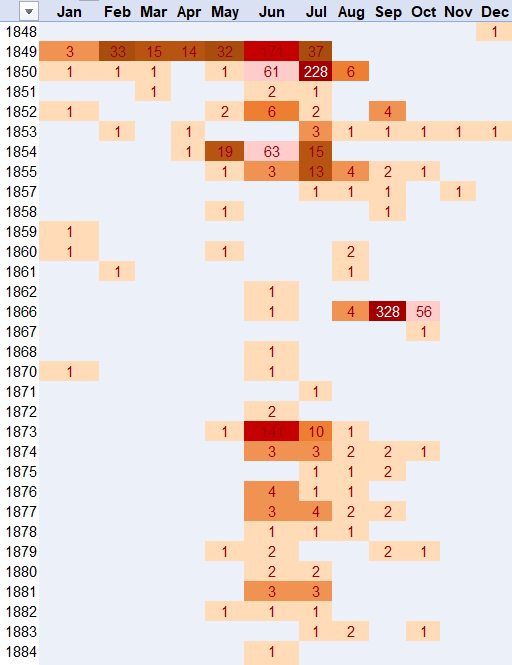 Jan Feb Mar Apr May Jun Jul Aug Sep Oct Nov Dec
1848 1
1849 3 33 15 14 32 171 37
1850 1 1 1 1 61 228 6
1851 1 2 1
1852 1 2 6 2 4
1853 1 1 3 1 1 1 1 1
1854 1 19 63 15
1855 1 3 13 4 2 1
1857 1 1 1 1
1858 1 1
1859 1
1860 1 1 2
1861 1 1
1862 1
1866 1 4 328 56
1867 1
1868 1
1870 1 1
1871 1
1872 2
1873 1 10 1
1874 3 3 2 2 1
1875 1 1 2
1876 4 1 1
1877 3 4 2 2
1878 1 1 1
1879 1 2 2 1
1880 2 2
1881 3 3
1882 1 1 1
1883 1 2 1
1884 1